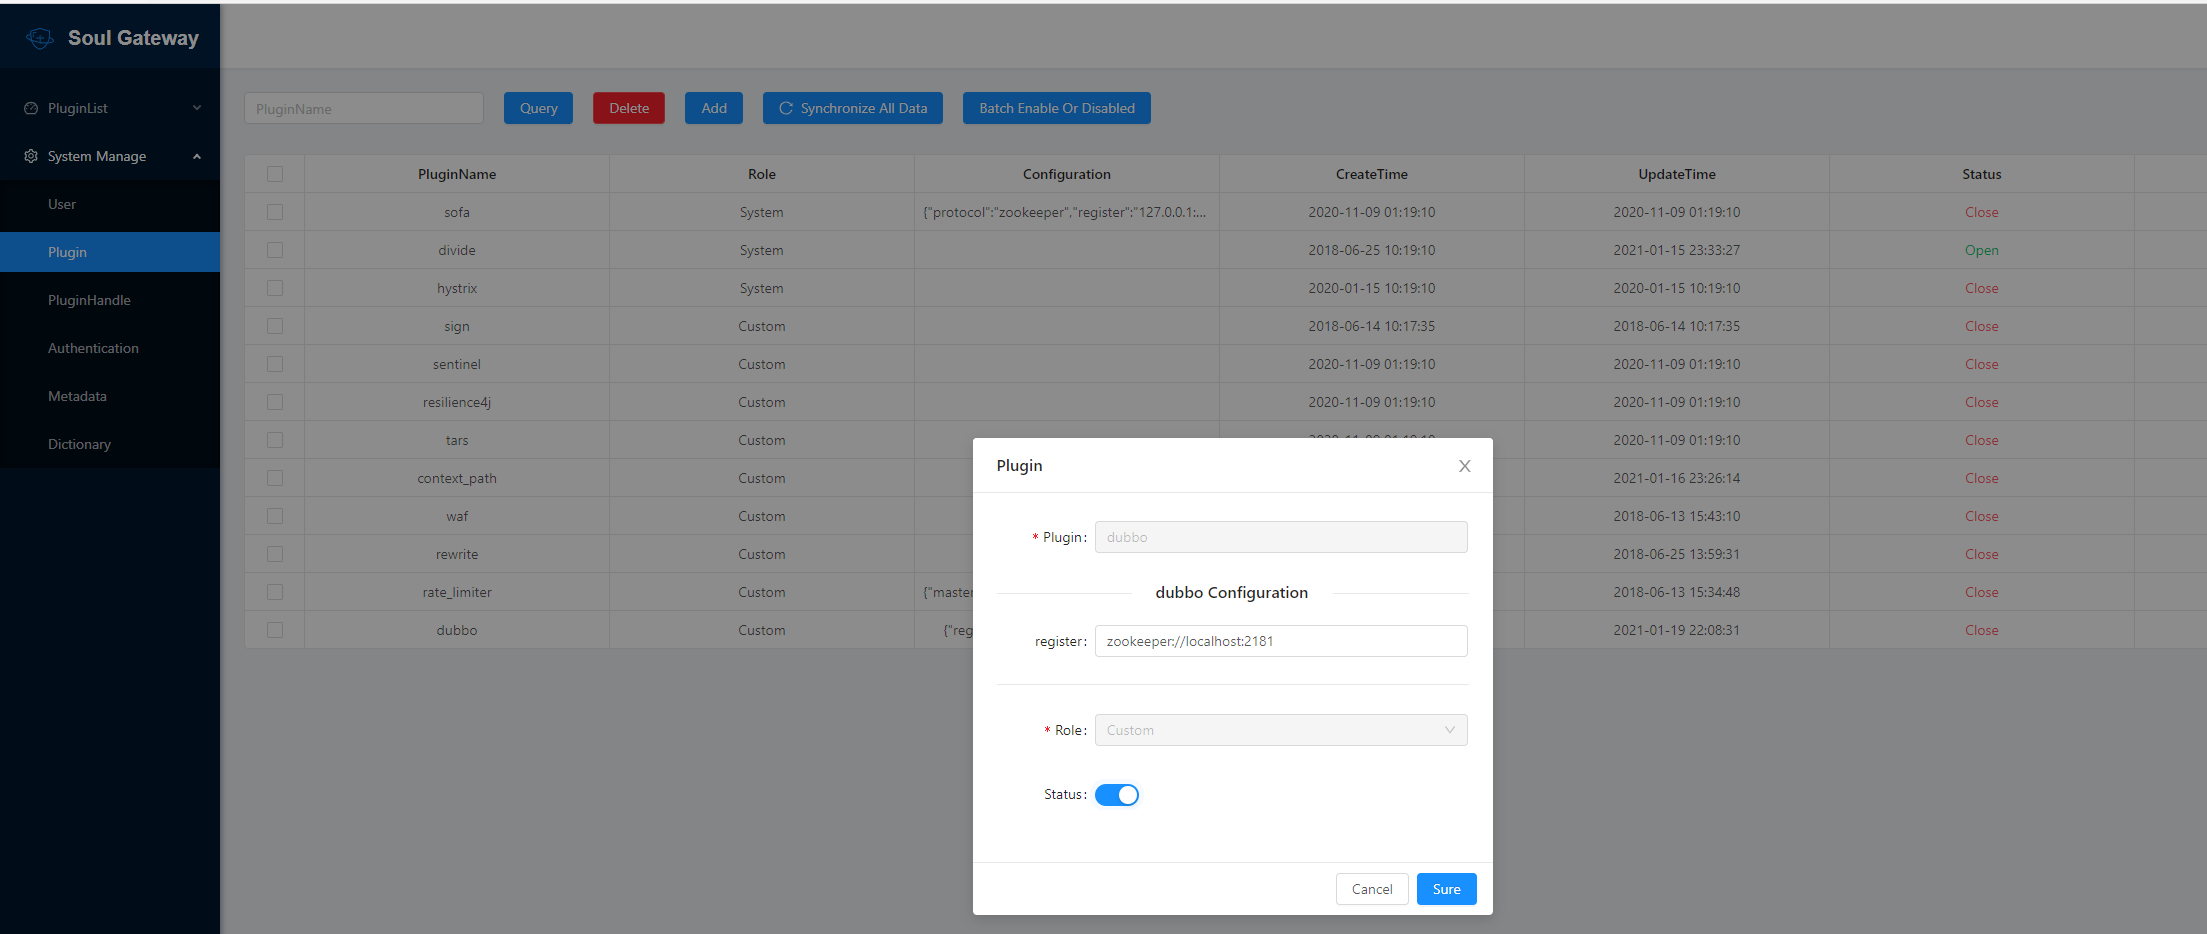 Soul Gateway
PluginList
System Manage
User
Plugin
PluginHandle
Authentication
Metadata
Dictionary
PluginName Query Delete Add Synchronize All Data Batch Enable Or Disabled
PluginName Role Configuration CreateTime UpdateTime Status
sofa System {"protocol":"zookeeper","register":"127.0.0.1:... 2020-11-09 01:19:10 2020-11-09 01:19:10 Close
divide System 2018-06-25 10:19:10 2021-01-15 23:33:27 Open
hystrix System 2020-01-15 10:19:10 2020-01-15 10:19:10 Close
sign Custom 2018-06-14 10:17:35 2018-06-14 10:17:35 Close
sentinel Custom 2020-11-09 01:19:10 2020-11-09 01:19:10 Close
resilience4j Custom 2020-11-09 01:19:10 2020-11-09 01:19:10 Close
tars Custom 2020-11-09 01:19:10 Close
context_path Custom 2021-01-16 23:26:14 Close
waf Custom 2018-06-13 15:43:10 Close
rewrite Custom 2018-06-25 13:59:31 Close
rate_limiter Custom {"master 2018-06-13 15:34:48 Close
dubbo Custom {"reg 2021-01-19 22:08:31 Close
Plugin
* Plugin: dubbo
dubbo Configuration
register: zookeeper://localhost:2181
* Role: Custom
Status:
Cancel Sure